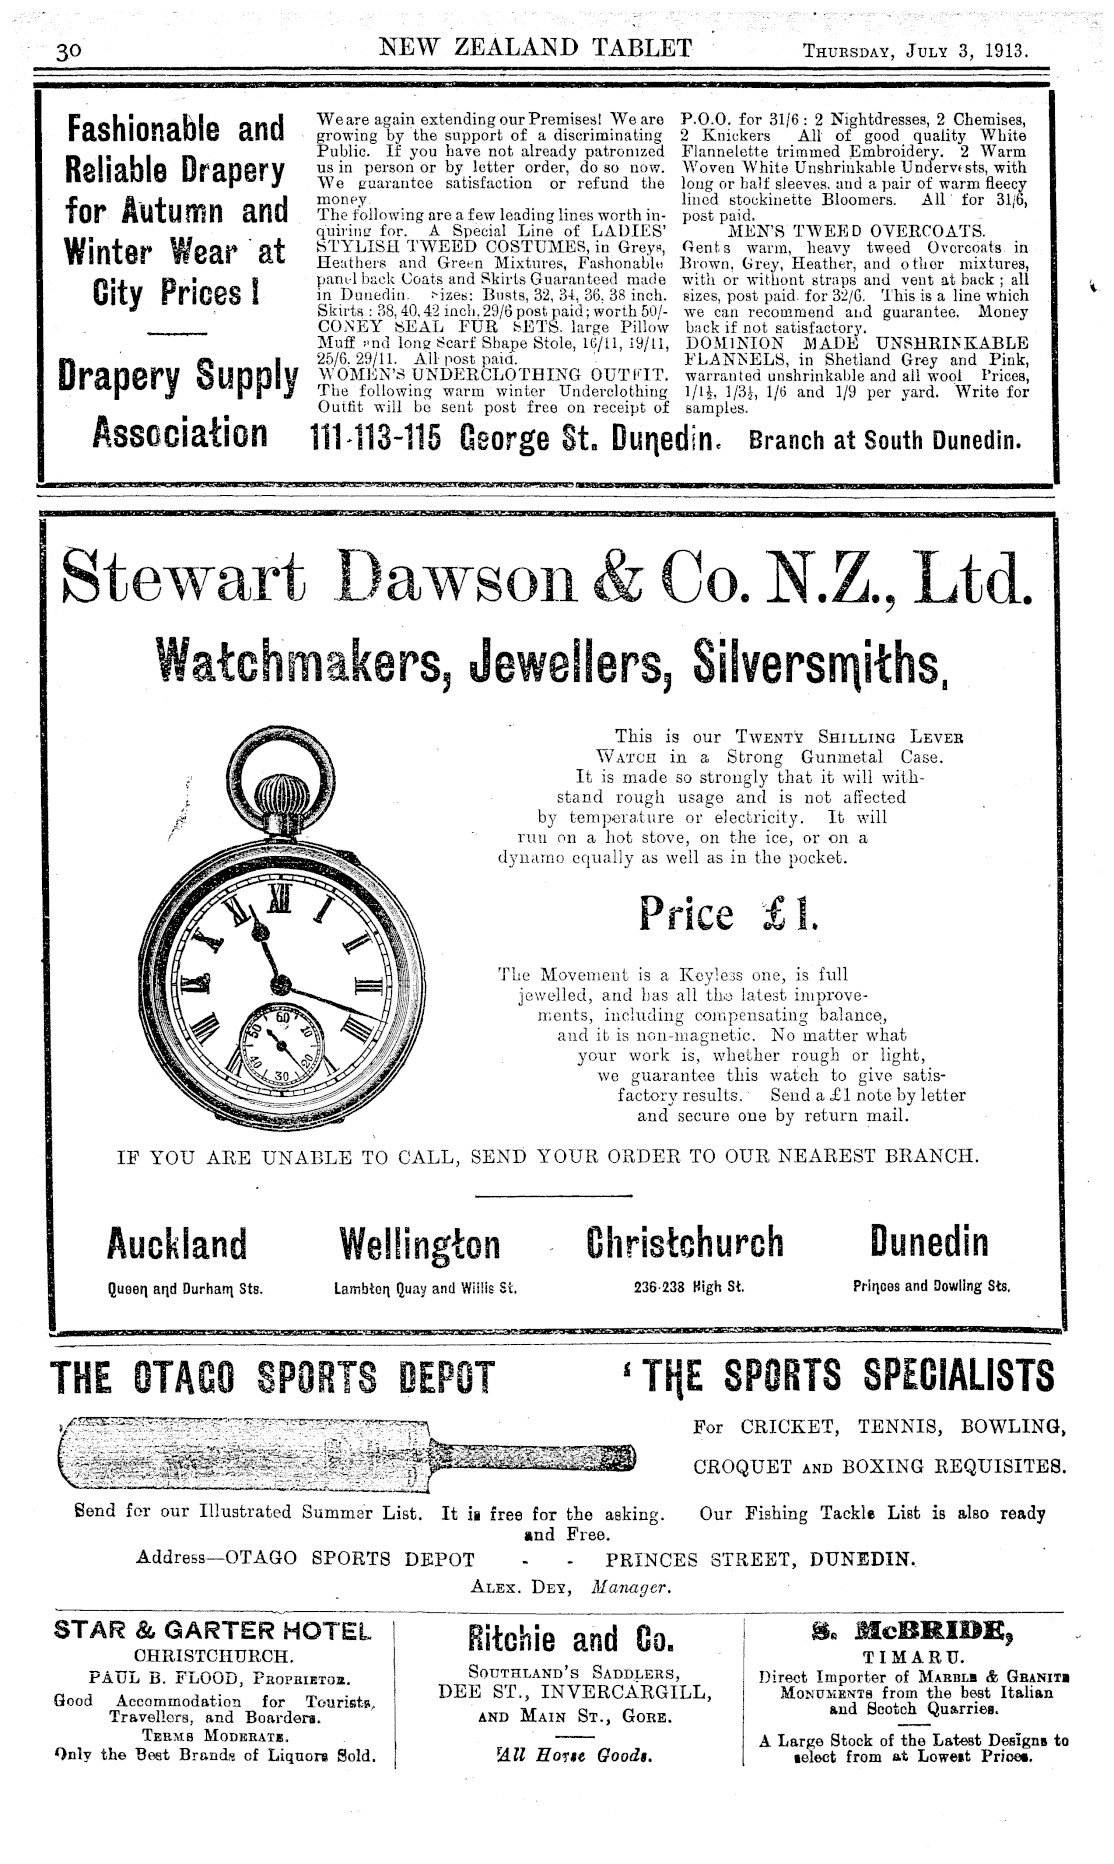 30
NEW ZEALAND TABLET
THURSDAY, JULY 3, 1913.
Fashionable and
Reliable Drapery
for Autumn and
Winter Wear at
City Prices!
Drapery Supply
Association
We are again extending our Premises! We are
growing by the support of a discriminating
Public. If you have not already patronized
us in person or by letter order, do so now.
We guarantee satisfaction or refund the
money
The following are a few leading lines worth in-
quiring for. A Special Line of LADIES'
STYLISH TWEED COSTUMES, in Greys,
Heathers and Green Mixtures, Fashonable
panel back Coats and Skirts Guaranteed made
in Dunedin. Sizes: Busts, 32, 34, 36, 38 inch.
Skirts : 38, 40, 42 inch, 29/6 post paid; worth 50/-
CONEY SEAL FUR SETS. large Pillow
Muff and long Scarf Shape Stole, 16/11, 19/11,
25/6, 29/11. All post paid.
WOMEN'S UNDERCLOTHING OUTFIT.
The following warm winter Underclothing
Outfit will be sent post free on receipt of
P.O.O. for 31/6 : 2 Nightdresses, 2 Chemises,
2 Knickers All of good quality White
Flannelette trimmed Embroidery. 2 Warm
Woven White Unshrinkable Undervests, with
long or half sleeves. and a pair of warm fleecy
lined stockinette Bloomers. All for 31/6,
post paid.
MEN'S TWEED OVERCOATS.
Gents warm, heavy tweed Overcoats in
Brown, Grey, Heather, and other mixtures,
with or without straps and vent at back ; all
sizes, post paid. for 32/6. This is a line which
we can recommend and guarantee. Money
back if not satisfactory.
DOMINION MADE UNSHRINKABLE
FLANNELS, in Shetland Grey and Pink,
warranted unshrinkable and all wool Prices,
1/1½, 1/3½, 1/6 and 1/9 per yard. Write for
samples.
111-113-115 George St. Dunedin. Branch at South Dunedin.
Stewart Dawson & Co. N.Z., Ltd.
Watchmakers, Jewellers, Silversmiths,
This is our TWENTY SHILLING LEVER
WATCH in a Strong Gunmetal Case.
It is made so strongly that it will with-
stand rough usage and is not affected
by temperature or electricity. It will
run on a hot stove, on the ice, or on a
dynamo equally as well as in the pocket.
Price £1.
The Movement is a Keyless one, is full
jewelled, and has all the latest improve-
ments, including compensating balance,
and it is non-magnetic. No matter what
your work is, whether rough or light,
we guarantee this watch to give satis-
factory results. Send a £1 note by letter
and secure one by return mail.
XII
I
II
III
IIII
V
VII
VIII
IX
X
XI
60
10
20
30
40
50
IF YOU ARE UNABLE TO CALL, SEND YOUR ORDER TO OUR NEAREST BRANCH.
Auckland
Queen and Durham Sts.
Wellington
Lambton Quay and Willis St.
Christchurch
236-238 High St.
Dunedin
Princes and Dowling Sts.
THE OTAGO SPORTS DEPOT
‘ THE SPORTS SPECIALISTS
For CRICKET, TENNIS, BOWLING,
CROQUET AND BOXING REQUISITES.
Send for our Illustrated Summer List. It is free for the asking. Our Fishing Tackle List is also ready
and Free.
Address—OTAGO SPORTS DEPOT - - PRINCES STREET, DUNEDIN.
ALEX. DEY, Manager.
STAR & GARTER HOTEL
CHRISTCHURCH.
PAUL B. FLOOD, PROPRIETOR.
Good Accommodation for Tourists,
Travellers, and Boarders.
TERMS MODERATE.
Only the Best Brands of Liquors Sold.
Ritchie and Co.
SOUTHLAND'S SADDLERS,
DEE ST., INVERCARGILL,
AND MAIN ST., GORE.
All Horse Goods.
S. McBRIDE,
TIMARU.
Direct Importer of MARBLE & GRANITE
MONUMENTS from the best Italian
and Scotch Quarries.
A Large Stock of the Latest Designs to
select from at Lowest Prices.